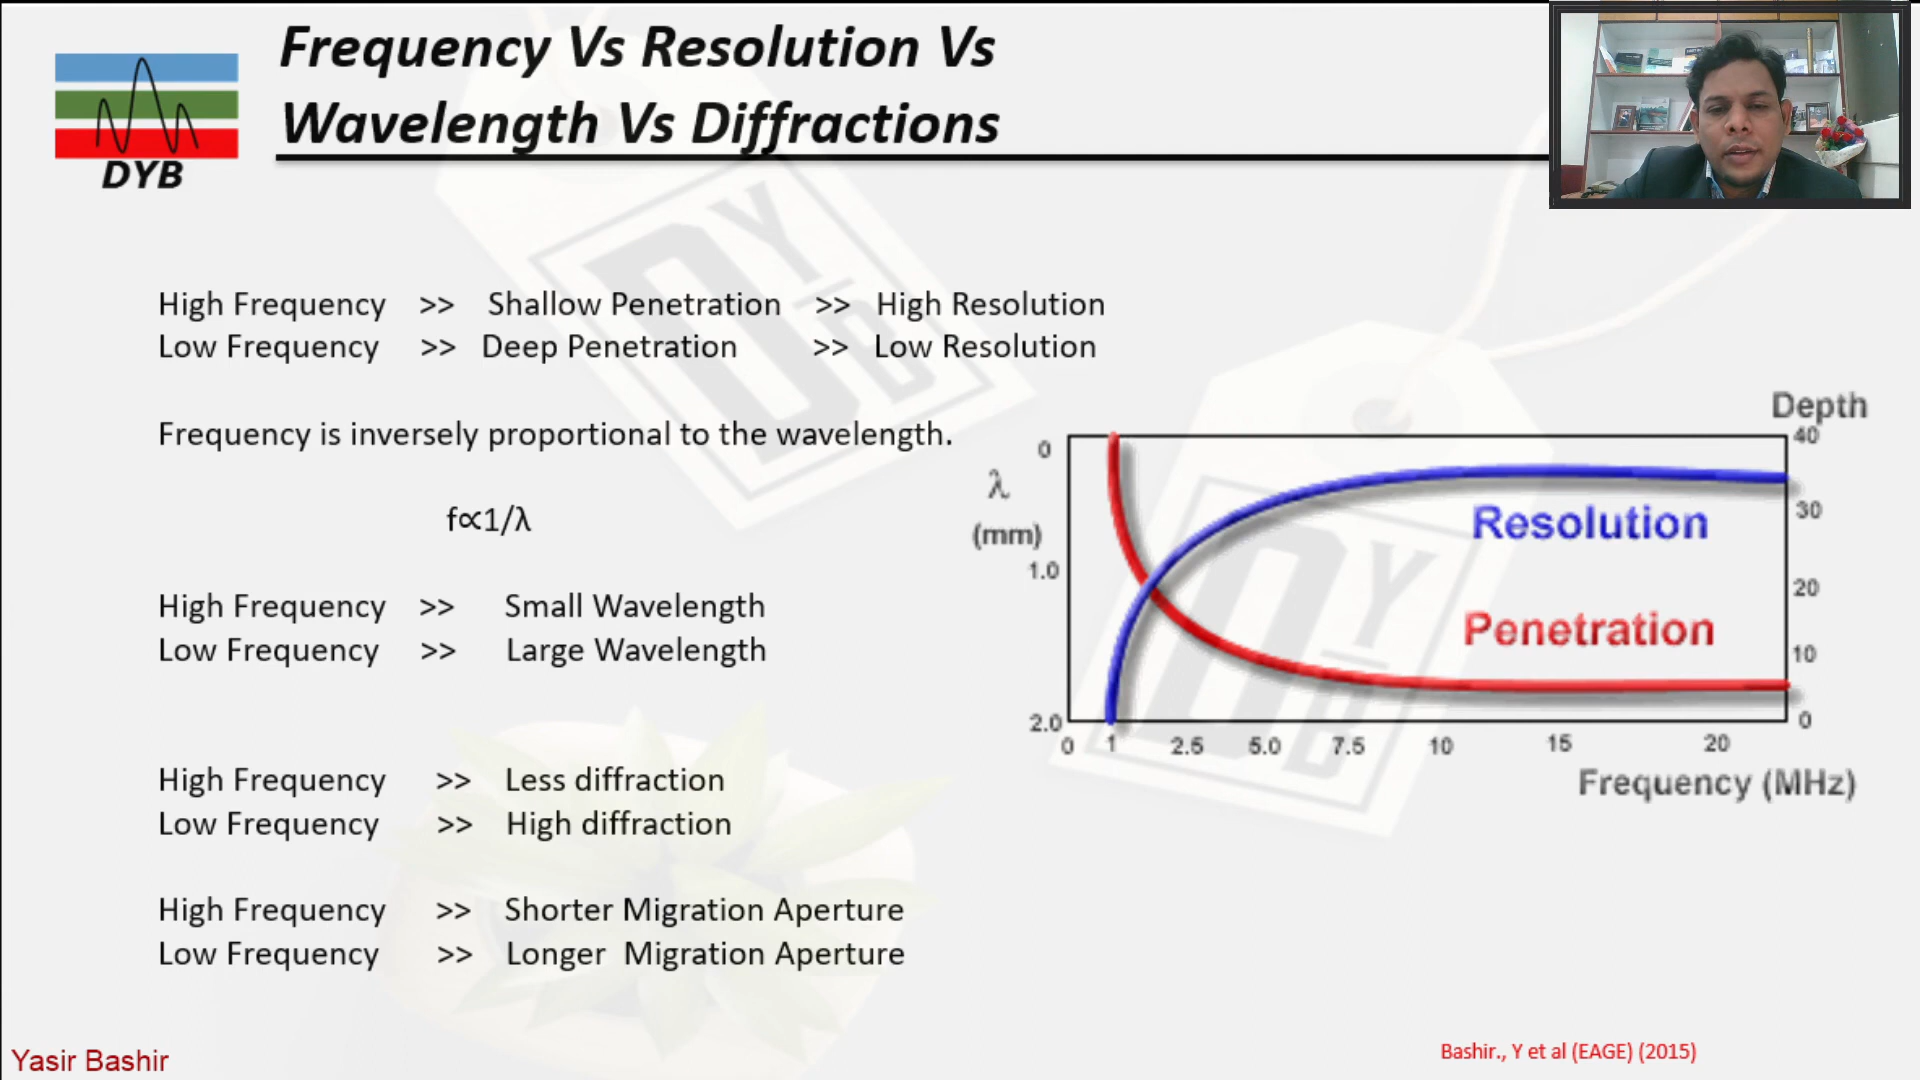 Frequency Vs Resolution Vs
Wavelength Vs Diffractions
DYB
High Frequency >> Shallow Penetration >> High Resolution
Low Frequency >> Deep Penetration >> Low Resolution
Frequency is inversely proportional to the wavelength.
f∝1/λ
High Frequency >> Small Wavelength
Low Frequency >> Large Wavelength
High Frequency >> Less diffraction
Low Frequency >> High diffraction
High Frequency >> Shorter Migration Aperture
Low Frequency >> Longer Migration Aperture
Depth
0 40
λ
(mm)
30
Resolution
1.0 20
Penetration
10
2.0 0
0 1 2.5 5.0 7.5 10 15 20
Frequency (MHz)
Yasir Bashir
Bashir., Y et al (EAGE) (2015)
DYB
DYB